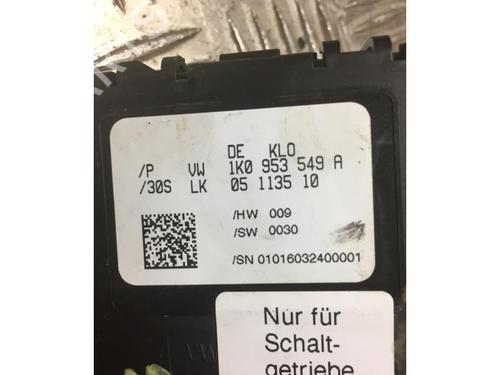 DE KLO
/P VW 1K0 953 549 A
/30S LK 05 1135 10
/HW 009
/SW 0030
/SN 01016032400001
Nur für
Schalt-
getriebe
VW